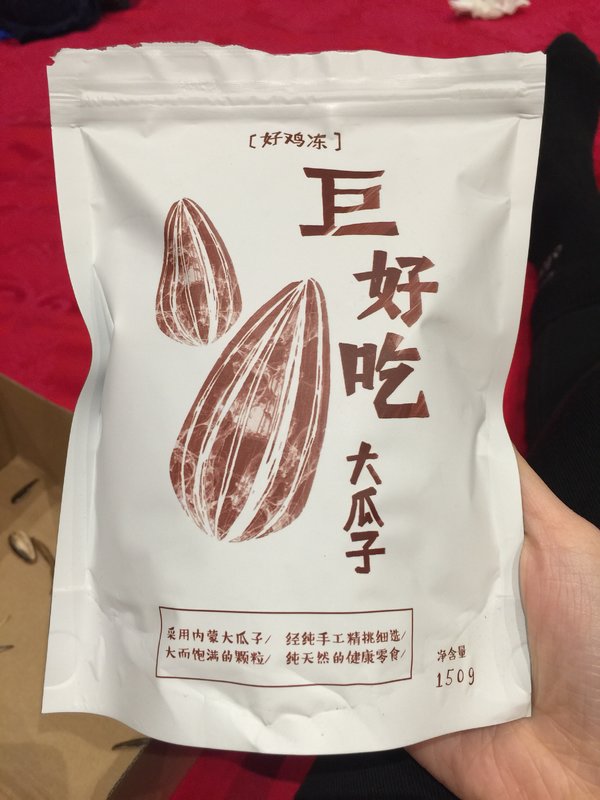 [好鸡冻]
巨
好
吃
大瓜子
采用内蒙大瓜子/ 经纯手工精挑细选/
大而饱满的颗粒/ 纯天然的健康零食/
净含量
150g